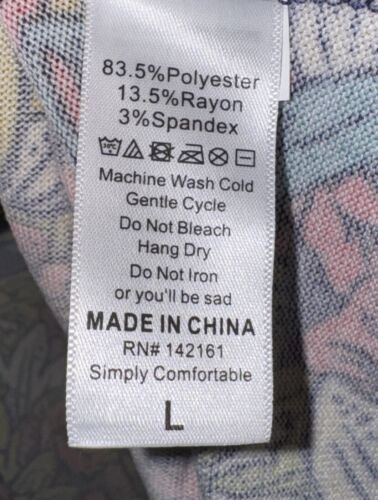 83.5%Polyester
13.5%Rayon
3%Spandex
Machine Wash Cold
Gentle Cycle
Do Not Bleach
Hang Dry
Do Not Iron
or you'll be sad
MADE IN CHINA
RN# 142161
Simply Comfortable
L